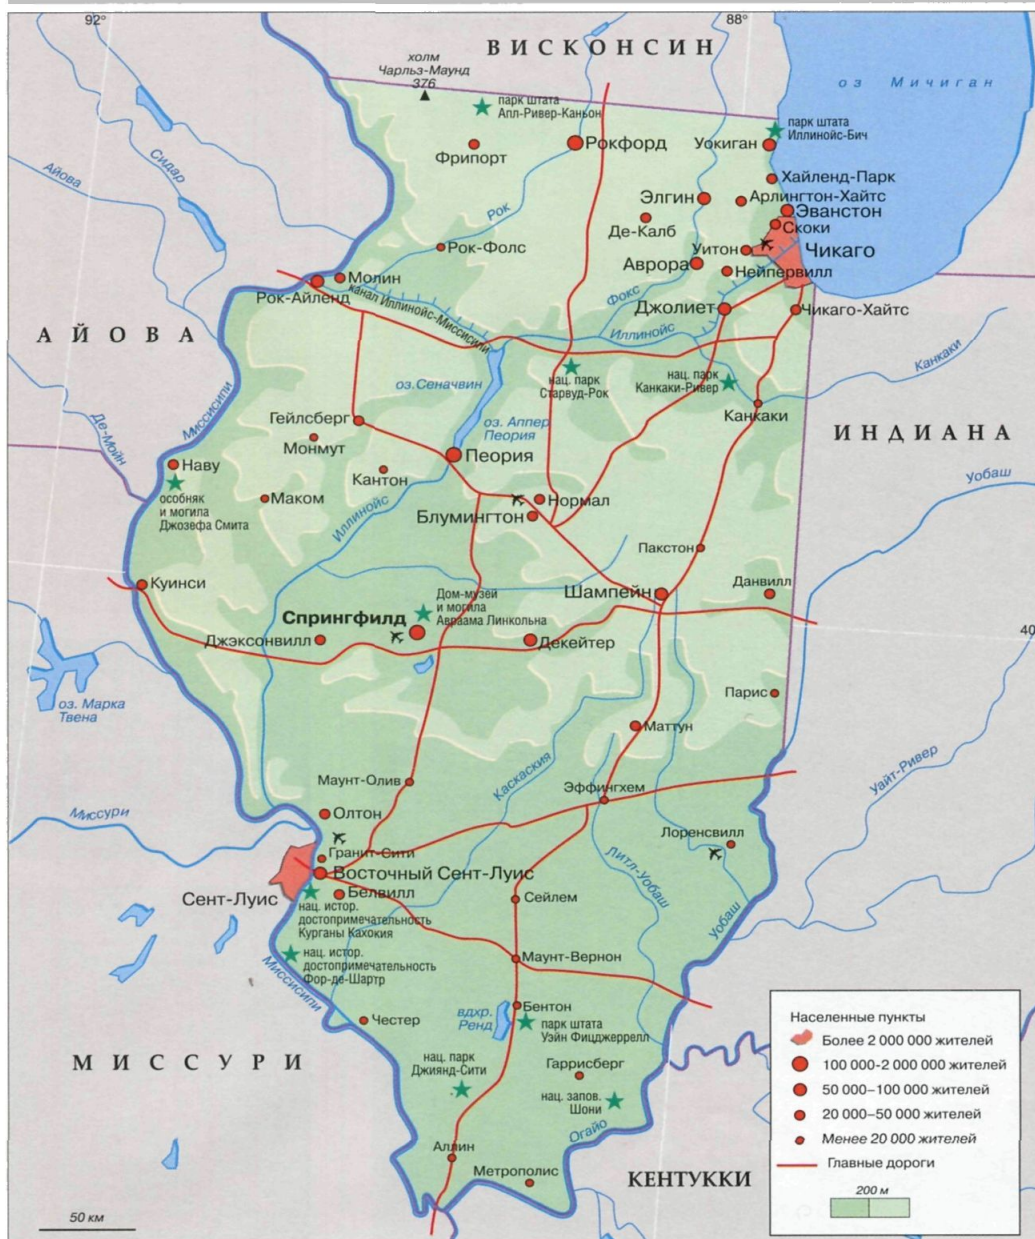 92°
88°
ВИСКОНСИН
холм
Чарльз-Маунд
376
парк штата
Апл-Ривер-Каньон
оз Мичиган
парк штата
Иллинойс-Бич
Фрипорт
Рокфорд
Уокиган
Сидар
Айова
Хайленд-Парк
Элгин
Арлингтон-Хайтс
Эванстон
Рок
Де-Калб
Скоки
Рок-Фолс
Уитон
Чикаго
Аврора
Нейпервилл
Молин
Рок-Айленд
канал Иллинойс-Миссисипи
Фокс
Джолиет
Чикаго-Хайтс
Иллинойс
АЙОВА
Канкаки
оз.Сеначвин
нац. парк
Старвуд-Рок
нац. парк
Канкаки-Ривер
Миссисипи
Канкаки
Де-Мойн
Гейлсберг
оз. Аппер
Пеория
Монмут
ИНДИАНА
Пеория
Наву
Кантон
Уобаш
особняк
и могила
Джозефа Смита
Маком
Иллинойс
Нормал
Блумингтон
Пакстон
Куинси
Шампейн
Данвилл
Дом-музей
и могила
Авраама Линкольна
Спрингфилд
Джэксонвилл
Декейтер
40
оз. Марка
Твена
Парис
Маттун
Каскаския
Уайт-Ривер
Маунт-Олив
Эффингхем
Миссури
Олтон
Лоренсвилл
Гранит-Сити
Восточный Сент-Луис
Литл-Уобаш
Сент-Луис
Белвилл
Сейлем
Уобаш
нац. истор.
достопримечательность
Курганы Кахокия
нац. истор.
достопримечательность
Фор-де-Шартр
Маунт-Вернон
Миссисипи
Честер
вдхр.
Ренд
Бентон
парк штата
Уэйн Фицджеррелл
МИССУРИ
нац. парк
Джиянд-Сити
Гаррисберг
нац. запов.
Шони
Огайо
Аллин
Метрополис
КЕНТУККИ
50 км
Населенные пункты
Более 2 000 000 жителей
100 000-2 000 000 жителей
50 000–100 000 жителей
20 000–50 000 жителей
Менее 20 000 жителей
Главные дороги
200 м